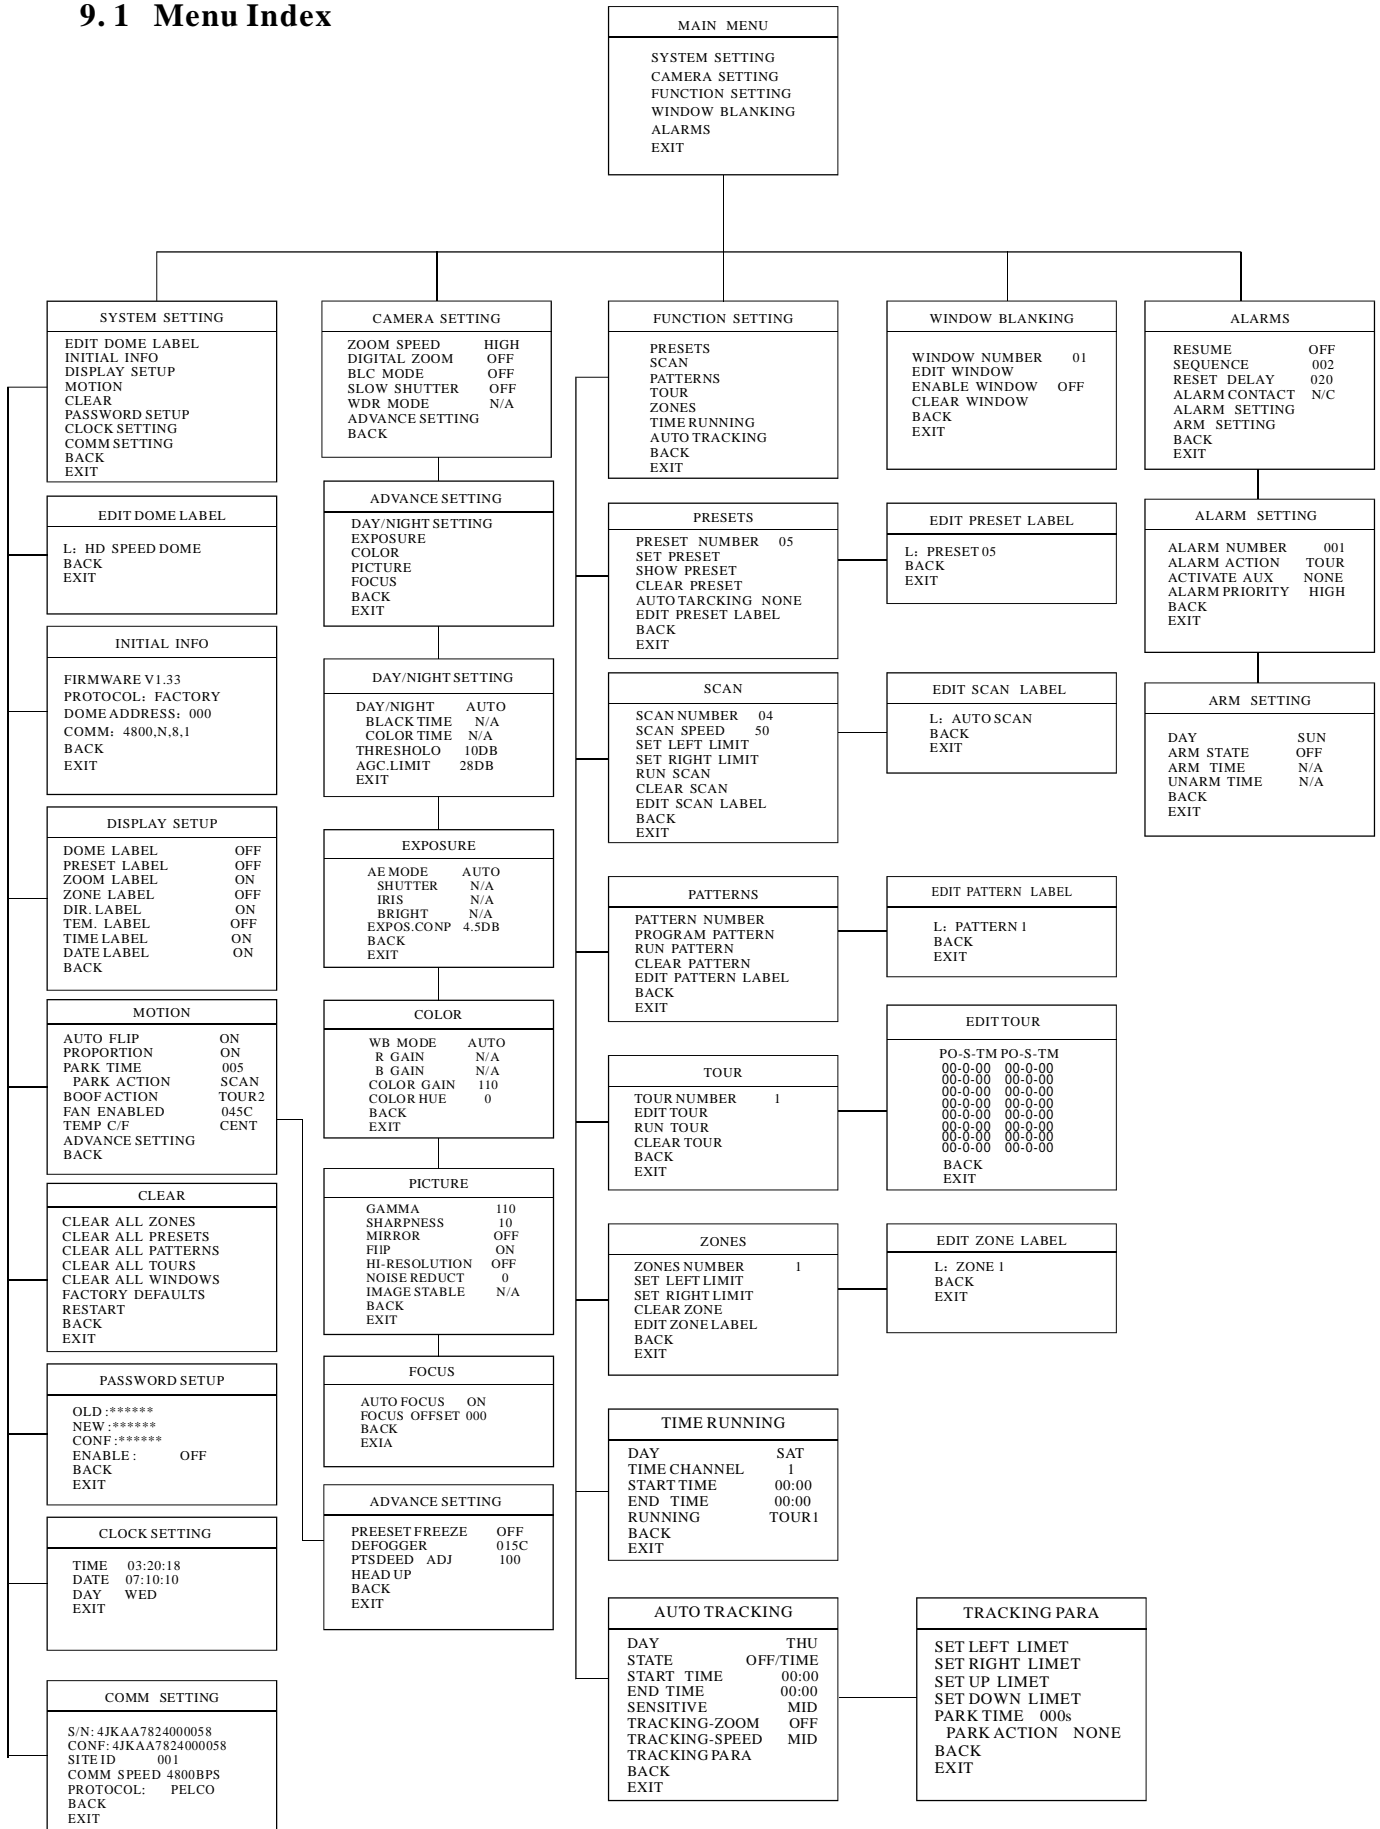 9.1 Menu Index
MAIN MENU
SYSTEM SETTING
CAMERA SETTING
FUNCTION SETTING
WINDOW BLANKING
ALARMS
EXIT
SYSTEM SETTING
EDIT DOME LABEL
INITIAL INFO
DISPLAY SETUP
MOTION
CLEAR
PASSWORD SETUP
CLOCK SETTING
COMM SETTING
BACK
EXIT
EDIT DOME LABEL
L: HD SPEED DOME
BACK
EXIT
INITIAL INFO
FIRMWARE V1.33
PROTOCOL: FACTORY
DOME ADDRESS: 000
COMM: 4800,N,8,1
BACK
EXIT
DISPLAY SETUP
DOME LABEL OFF
PRESET LABEL OFF
ZOOM LABEL ON
ZONE LABEL OFF
DIR. LABEL ON
TEM. LABEL OFF
TIME LABEL ON
DATE LABEL ON
BACK
MOTION
AUTO FLIP ON
PROPORTION ON
PARK TIME 005
PARK ACTION SCAN
BOOF ACTION TOUR2
FAN ENABLED 045C
TEMP C/F CENT
ADVANCE SETTING
BACK
CLEAR
CLEAR ALL ZONES
CLEAR ALL PRESETS
CLEAR ALL PATTERNS
CLEAR ALL TOURS
CLEAR ALL WINDOWS
FACTORY DEFAULTS
RESTART
BACK
EXIT
PASSWORD SETUP
OLD :******
NEW :******
CONF :******
ENABLE : OFF
BACK
EXIT
CLOCK SETTING
TIME 03:20:18
DATE 07:10:10
DAY WED
EXIT
COMM SETTING
S/N: 4JKAA7824000058
CONF: 4JKAA7824000058
SITE ID 001
COMM SPEED 4800BPS
PROTOCOL: PELCO
BACK
EXIT
CAMERA SETTING
ZOOM SPEED HIGH
DIGITAL ZOOM OFF
BLC MODE OFF
SLOW SHUTTER OFF
WDR MODE N/A
ADVANCE SETTING
BACK
ADVANCE SETTING
DAY/NIGHT SETTING
EXPOSURE
COLOR
PICTURE
FOCUS
BACK
EXIT
DAY/NIGHT SETTING
DAY/NIGHT AUTO
BLACK TIME N/A
COLOR TIME N/A
THRESHOLO 10DB
AGC.LIMIT 28DB
EXIT
EXPOSURE
AE MODE AUTO
SHUTTER N/A
IRIS N/A
BRIGHT N/A
EXPOS.CONP 4.5DB
BACK
EXIT
COLOR
WB MODE AUTO
R GAIN N/A
B GAIN N/A
COLOR GAIN 110
COLOR HUE 0
BACK
EXIT
PICTURE
GAMMA 110
SHARPNESS 10
MIRROR OFF
FIIP ON
HI-RESOLUTION OFF
NOISE REDUCT 0
IMAGE STABLE N/A
BACK
EXIT
FOCUS
AUTO FOCUS ON
FOCUS OFFSET 000
BACK
EXIA
ADVANCE SETTING
PREESET FREEZE OFF
DEFOGGER 015C
PTSDEED ADJ 100
HEAD UP
BACK
EXIT
FUNCTION SETTING
PRESETS
SCAN
PATTERNS
TOUR
ZONES
TIME RUNNING
AUTO TRACKING
BACK
EXIT
PRESETS
PRESET NUMBER 05
SET PRESET
SHOW PRESET
CLEAR PRESET
AUTO TARCKING NONE
EDIT PRESET LABEL
BACK
EXIT
SCAN
SCAN NUMBER 04
SCAN SPEED 50
SET LEFT LIMIT
SET RIGHT LIMIT
RUN SCAN
CLEAR SCAN
EDIT SCAN LABEL
BACK
EXIT
PATTERNS
PATTERN NUMBER
PROGRAM PATTERN
RUN PATTERN
CLEAR PATTERN
EDIT PATTERN LABEL
BACK
EXIT
TOUR
TOUR NUMBER 1
EDIT TOUR
RUN TOUR
CLEAR TOUR
BACK
EXIT
ZONES
ZONES NUMBER 1
SET LEFT LIMIT
SET RIGHT LIMIT
CLEAR ZONE
EDIT ZONE LABEL
BACK
EXIT
TIME RUNNING
DAY SAT
TIME CHANNEL 1
START TIME 00:00
END TIME 00:00
RUNNING TOUR1
BACK
EXIT
AUTO TRACKING
DAY THU
STATE OFF/TIME
START TIME 00:00
END TIME 00:00
SENSITIVE MID
TRACKING-ZOOM OFF
TRACKING-SPEED MID
TRACKING PARA
BACK
EXIT
WINDOW BLANKING
WINDOW NUMBER 01
EDIT WINDOW
ENABLE WINDOW OFF
CLEAR WINDOW
BACK
EXIT
EDIT PRESET LABEL
L: PRESET 05
BACK
EXIT
EDIT SCAN LABEL
L: AUTO SCAN
BACK
EXIT
EDIT PATTERN LABEL
L: PATTERN 1
BACK
EXIT
EDIT TOUR
PO-S-TM PO-S-TM
00-0-00 00-0-00
00-0-00 00-0-00
00-0-00 00-0-00
00-0-00 00-0-00
00-0-00 00-0-00
00-0-00 00-0-00
00-0-00 00-0-00
00-0-00 00-0-00
BACK
EXIT
EDIT ZONE LABEL
L: ZONE 1
BACK
EXIT
TRACKING PARA
SET LEFT LIMET
SET RIGHT LIMET
SET UP LIMET
SET DOWN LIMET
PARK TIME 000s
PARK ACTION NONE
BACK
EXIT
ALARMS
RESUME OFF
SEQUENCE 002
RESET DELAY 020
ALARM CONTACT N/C
ALARM SETTING
ARM SETTING
BACK
EXIT
ALARM SETTING
ALARM NUMBER 001
ALARM ACTION TOUR
ACTIVATE AUX NONE
ALARM PRIORITY HIGH
BACK
EXIT
ARM SETTING
DAY SUN
ARM STATE OFF
ARM TIME N/A
UNARM TIME N/A
BACK
EXIT